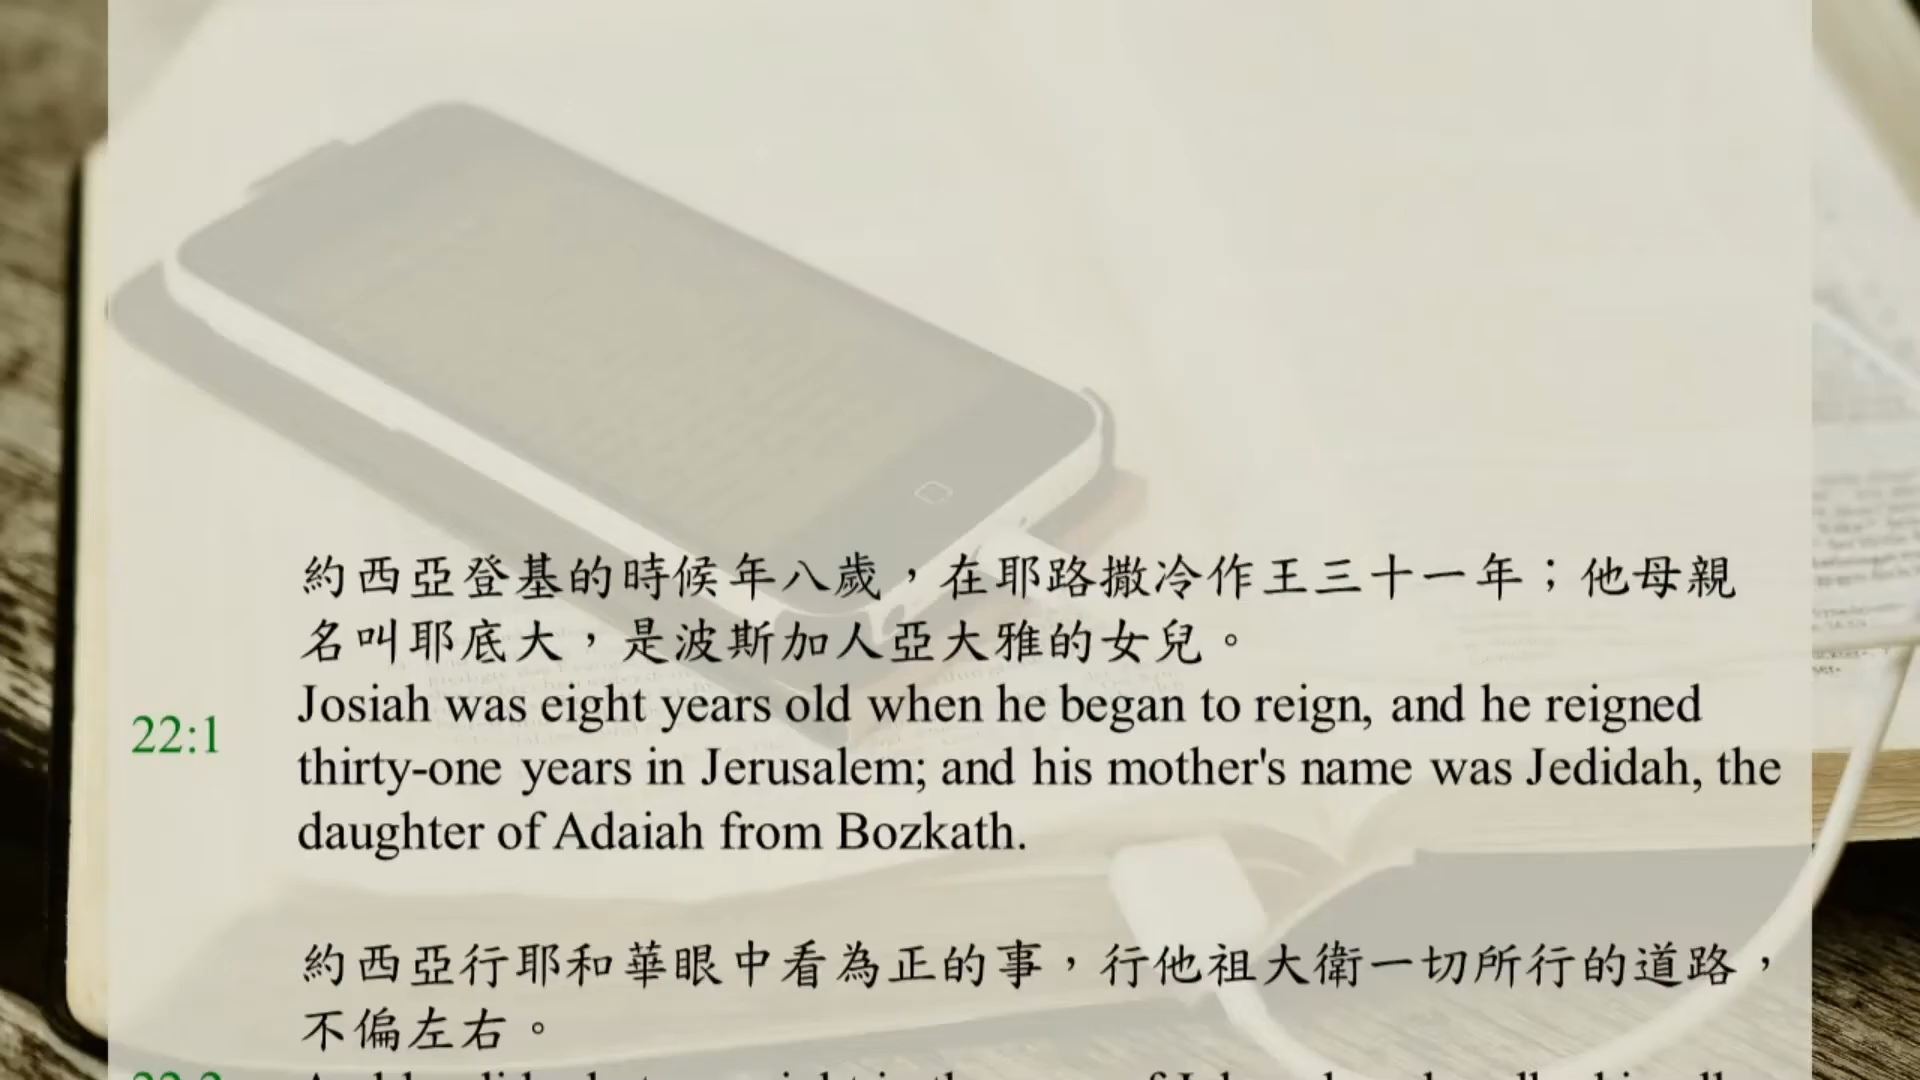 約西亞登基的時候年八歲，在耶路撒冷作王三十一年；他母親
名叫耶底大，是波斯加人亞大雅的女兒。
22:1
Josiah was eight years old when he began to reign, and he reigned
thirty-one years in Jerusalem; and his mother's name was Jedidah, the
daughter of Adaiah from Bozkath.
約西亞行耶和華眼中看為正的事，行他祖大衛一切所行的道路，
不偏左右。